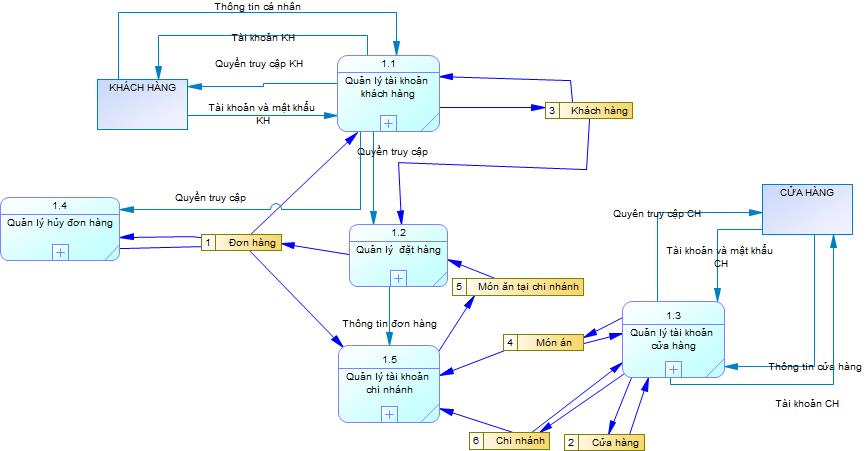 Thông tin cá nhân
Tài khoản KH
Quyền truy cập KH
KHÁCH HÀNG
Tài khoản và mật khẩu
KH
1.1
Quản lý tài khoản
khách hàng
3 Khách hàng
Quyền truy cập
Quyền truy cập
1.4
Quản lý hủy đơn hàng
1 Đơn hàng
1.2
Quản lý đặt hàng
CỬA HÀNG
Quyền truy cập CH
Tài khoản và mật khẩu
CH
5 Món ăn tại chi nhánh
Thông tin đơn hàng
4 Món án
1.3
Quản lý tài khoản
cửa hàng
1.5
Quản lý tài khoản
chi nhánh
Thông tin cửa hàng
Tài khoản CH
6 Chi nhánh
2 Cửa hàng